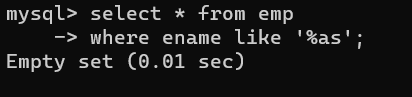 mysql> select * from emp
    -> where ename like '%as';
Empty set (0.01 sec)